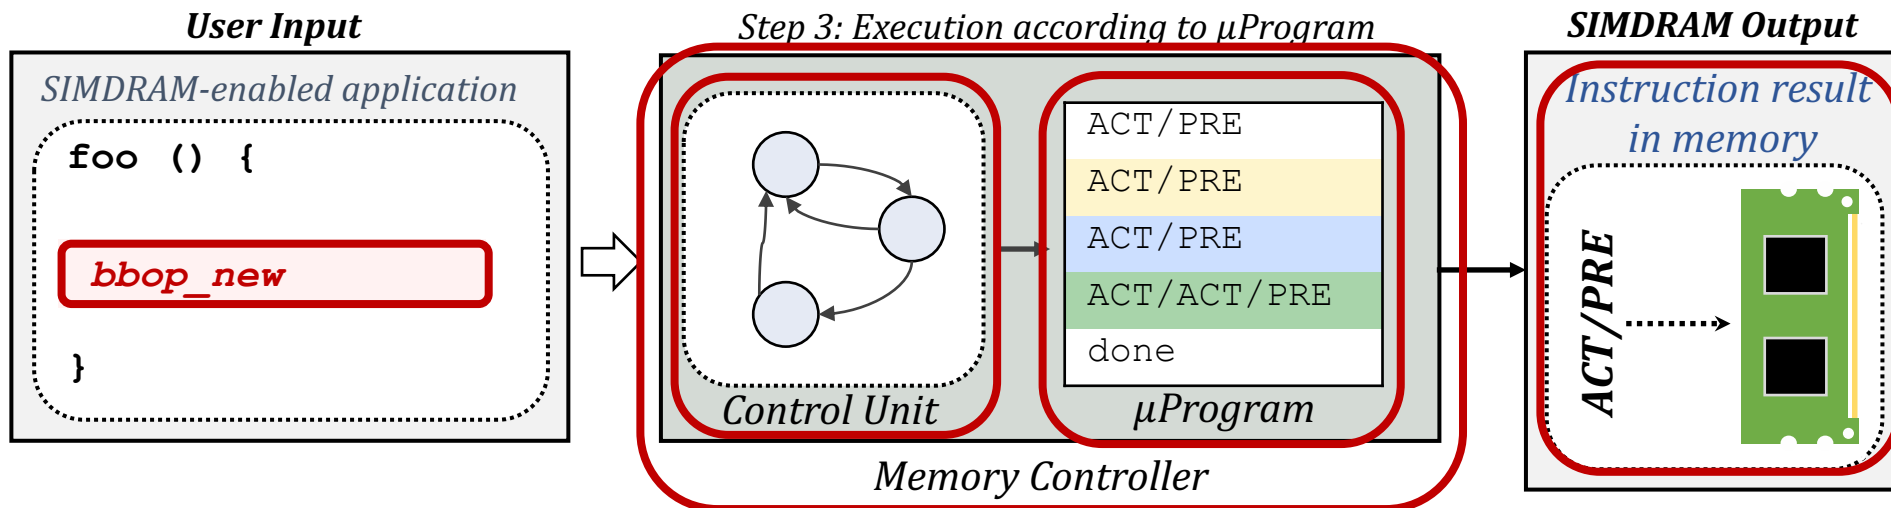 User Input
SIMDRAM-enabled application
foo () {
bbop_new
}
Step 3: Execution according to μProgram
Control Unit
ACT/PRE
ACT/PRE
ACT/PRE
ACT/ACT/PRE
done
μProgram
Memory Controller
SIMDRAM Output
Instruction result
in memory
ACT/PRE